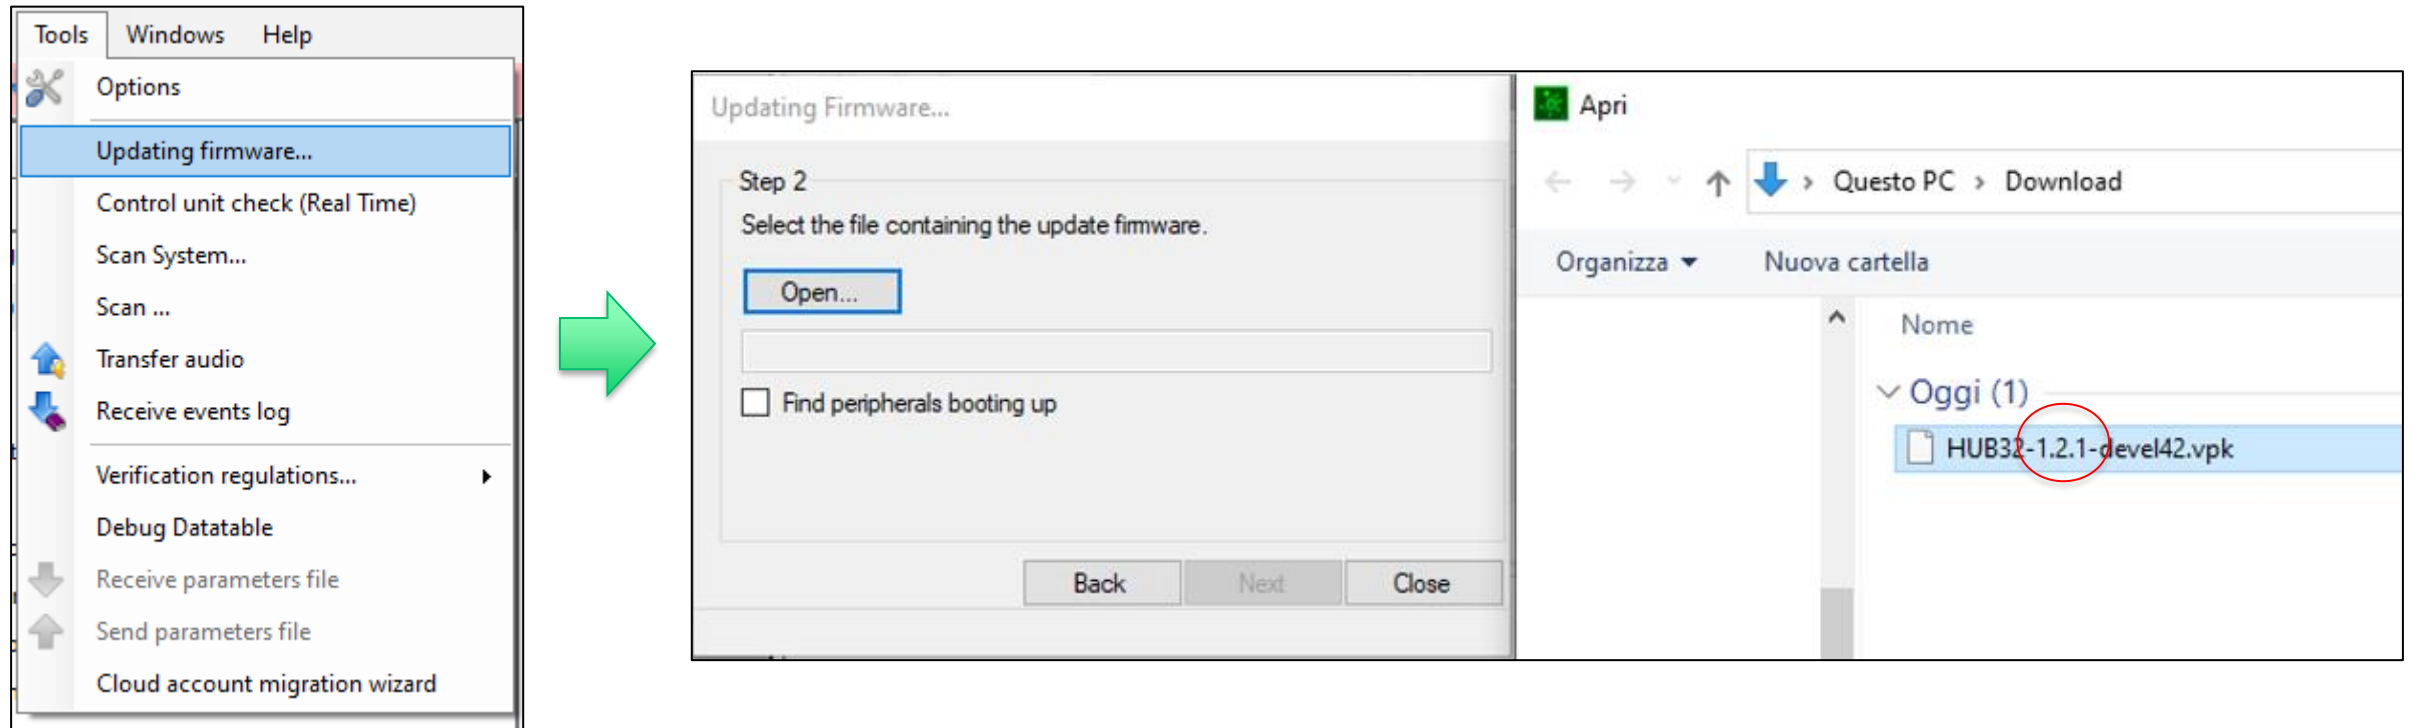 Tools Windows Help
Options
Updating firmware...
Control unit check (Real Time)
Scan System...
Scan ...
Transfer audio
Receive events log
Verification regulations...
Debug Datatable
Receive parameters file
Send parameters file
Cloud account migration wizard
Updating Firmware...
Step 2
Select the file containing the update firmware.
Open...
Find peripherals booting up
Back Next Close
Apri
Questo PC › Download
Organizza Nuova cartella
Nome
Oggi (1)
HUB32-1.2.1-devel42.vpk